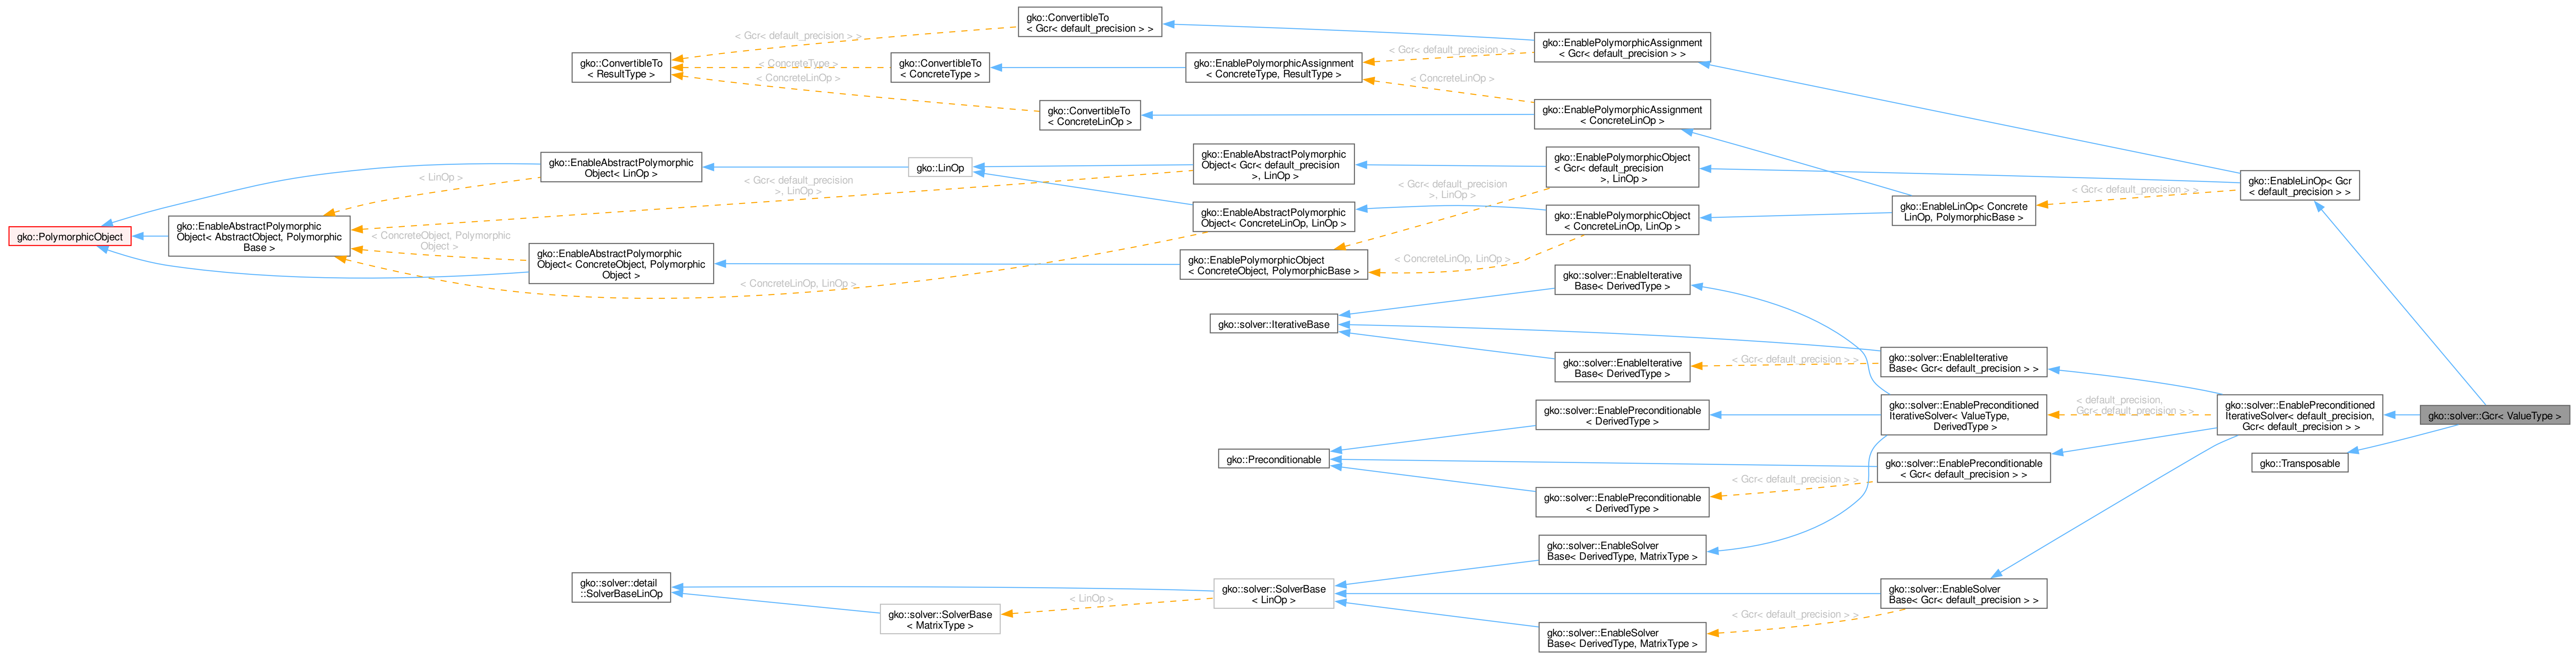 gko::ConvertibleTo
< Gcr< default_precision > >
< Gcr< default_precision > >
gko::EnablePolymorphicAssignment
< Gcr< default_precision > >
< Gcr< default_precision > >
gko::ConvertibleTo
< ResultType >
< ConcreteType >
gko::ConvertibleTo
< ConcreteType >
gko::EnablePolymorphicAssignment
< ConcreteType, ResultType >
< ConcreteLinOp >
< ConcreteLinOp >
gko::ConvertibleTo
< ConcreteLinOp >
gko::EnablePolymorphicAssignment
< ConcreteLinOp >
gko::EnableAbstractPolymorphic
Object< LinOp >
< LinOp >
gko::LinOp
gko::EnableAbstractPolymorphic
Object< Gcr< default_precision
>, LinOp >
gko::EnablePolymorphicObject
< Gcr< default_precision
>, LinOp >
< Gcr< default_precision
>, LinOp >
< Gcr< default_precision
>, LinOp >
gko::EnableLinOp< Gcr
< default_precision > >
< Gcr< default_precision > >
gko::EnableLinOp< Concrete
LinOp, PolymorphicBase >
gko::EnableAbstractPolymorphic
Object< ConcreteLinOp, LinOp >
gko::EnablePolymorphicObject
< ConcreteLinOp, LinOp >
gko::PolymorphicObject
gko::EnableAbstractPolymorphic
Object< AbstractObject, Polymorphic
Base >
< ConcreteObject, Polymorphic
Object >
gko::EnableAbstractPolymorphic
Object< ConcreteObject, Polymorphic
Object >
gko::EnablePolymorphicObject
< ConcreteObject, PolymorphicBase >
< ConcreteLinOp, LinOp >
< ConcreteLinOp, LinOp >
gko::solver::EnableIterative
Base< DerivedType >
gko::solver::IterativeBase
gko::solver::EnableIterative
Base< DerivedType >
< Gcr< default_precision > >
gko::solver::EnableIterative
Base< Gcr< default_precision > >
gko::solver::EnablePreconditionable
< DerivedType >
gko::solver::EnablePreconditioned
IterativeSolver< ValueType,
DerivedType >
< default_precision,
Gcr< default_precision > >
gko::solver::EnablePreconditioned
IterativeSolver< default_precision,
Gcr< default_precision > >
gko::solver::Gcr< ValueType >
gko::Preconditionable
gko::solver::EnablePreconditionable
< Gcr< default_precision > >
gko::Transposable
< Gcr< default_precision > >
gko::solver::EnablePreconditionable
< DerivedType >
gko::solver::EnableSolver
Base< DerivedType, MatrixType >
gko::solver::detail
::SolverBaseLinOp
gko::solver::SolverBase
< LinOp >
gko::solver::EnableSolver
Base< Gcr< default_precision > >
< LinOp >
gko::solver::SolverBase
< MatrixType >
< Gcr< default_precision > >
gko::solver::EnableSolver
Base< DerivedType, MatrixType >